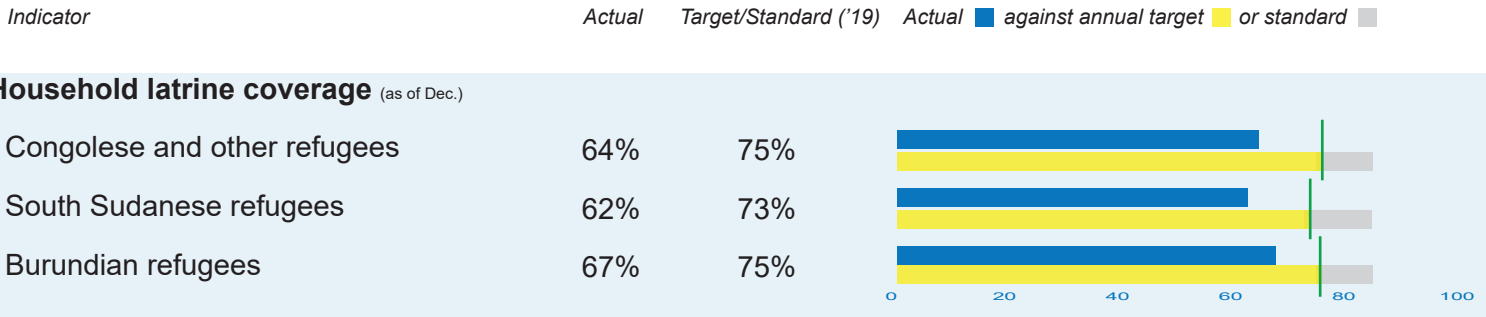 Indicator Actual Target/Standard (’19) Actual against annual target or standard
Household latrine coverage (as of Dec.)
Congolese and other refugees 64% 75%
South Sudanese refugees 62% 73%
Burundian refugees 67% 75%
0 20 40 60 80 100